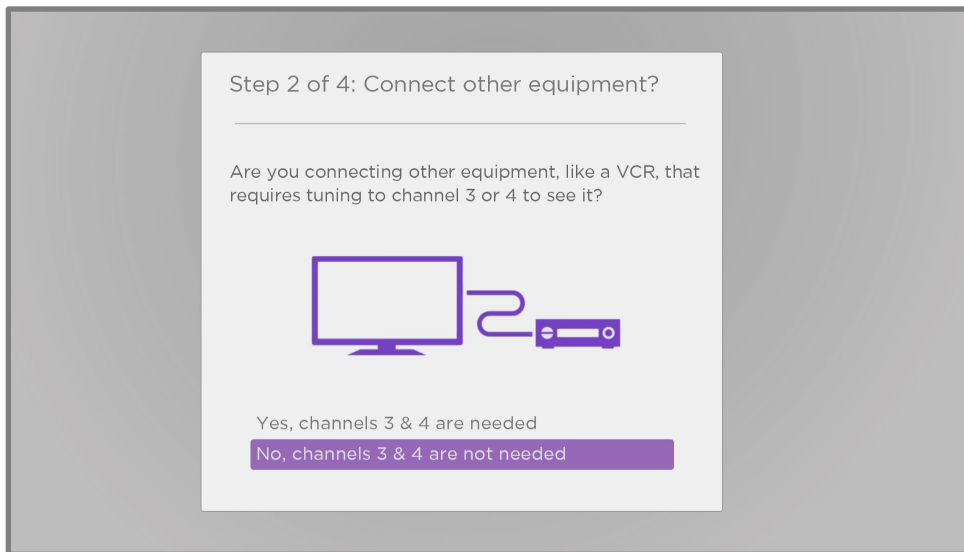 Step 2 of 4: Connect other equipment?
Are you connecting other equipment, like a VCR, that
requires tuning to channel 3 or 4 to see it?
Yes, channels 3 & 4 are needed
No, channels 3 & 4 are not needed